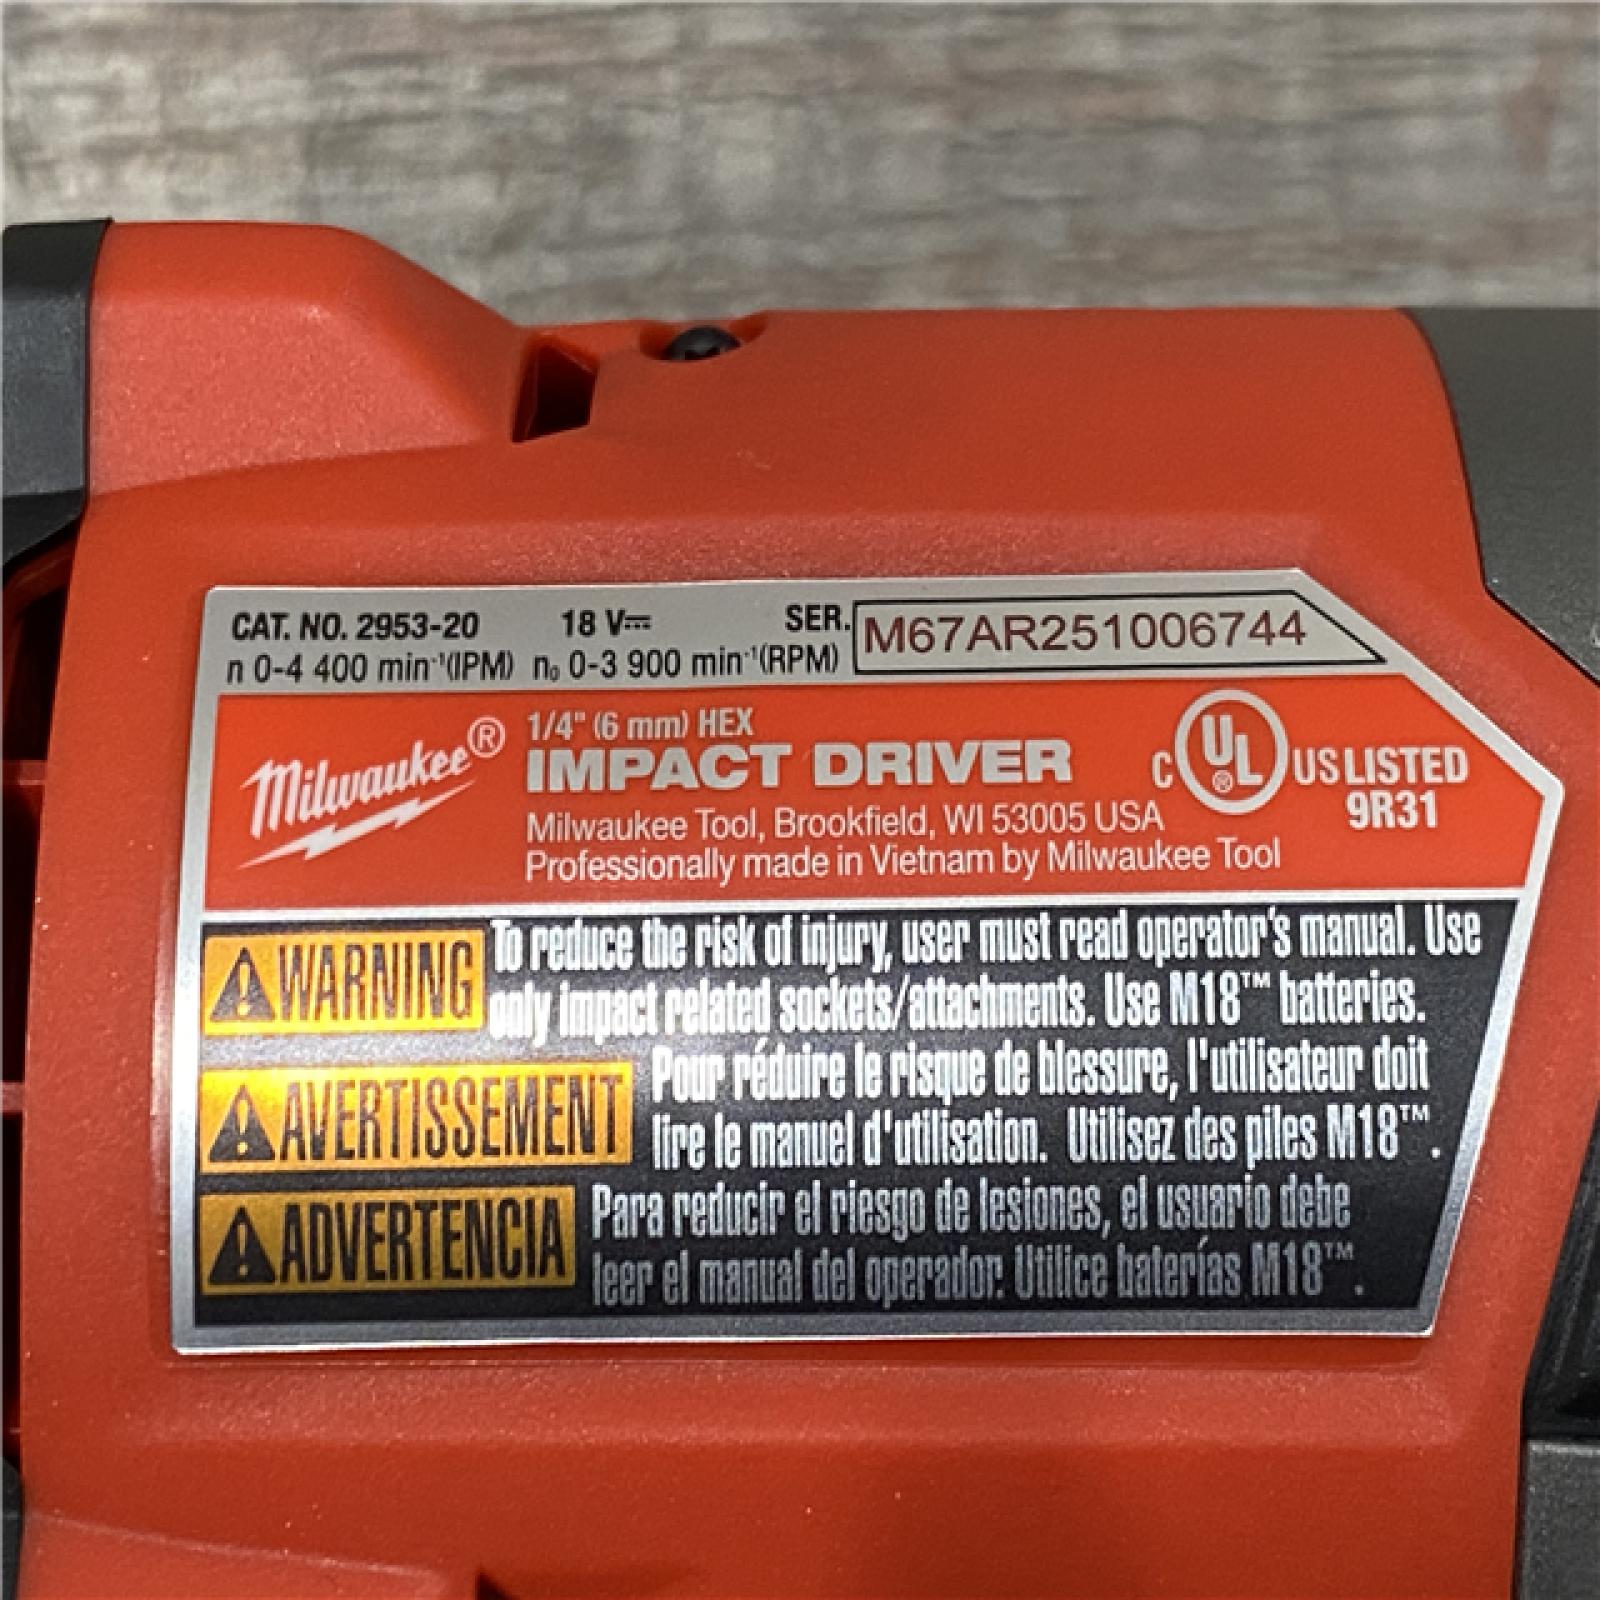 CAT. NO. 2953-20 18 V⎓ SER. M67AR251006744
n 0-4 400 min⁻¹(IPM) n₀ 0-3 900 min⁻¹(RPM)
Milwaukee®
1/4" (6 mm) HEX
IMPACT DRIVER
Milwaukee Tool, Brookfield, WI 53005 USA
Professionally made in Vietnam by Milwaukee Tool
C UL® US LISTED
9R31
WARNING To reduce the risk of injury, user must read operator's manual. Use
only impact related sockets/attachments. Use M18™ batteries.
AVERTISSEMENT Pour réduire le risque de blessure, l'utilisateur doit
lire le manuel d'utilisation. Utilisez des piles M18™.
ADVERTENCIA Para reducir el riesgo de lesiones, el usuario debe
leer el manual del operador. Utilice baterías M18™.